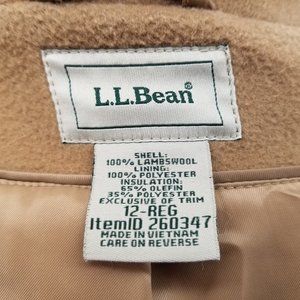 L.L.Bean®
SHELL:
100% LAMBSWOOL
LINING:
100% POLYESTER
INSULATION:
65% OLEFIN
35% POLYESTER
EXCLUSIVE OF TRIM
12-REG
ItemID 260347
MADE IN VIETNAM
CARE ON REVERSE